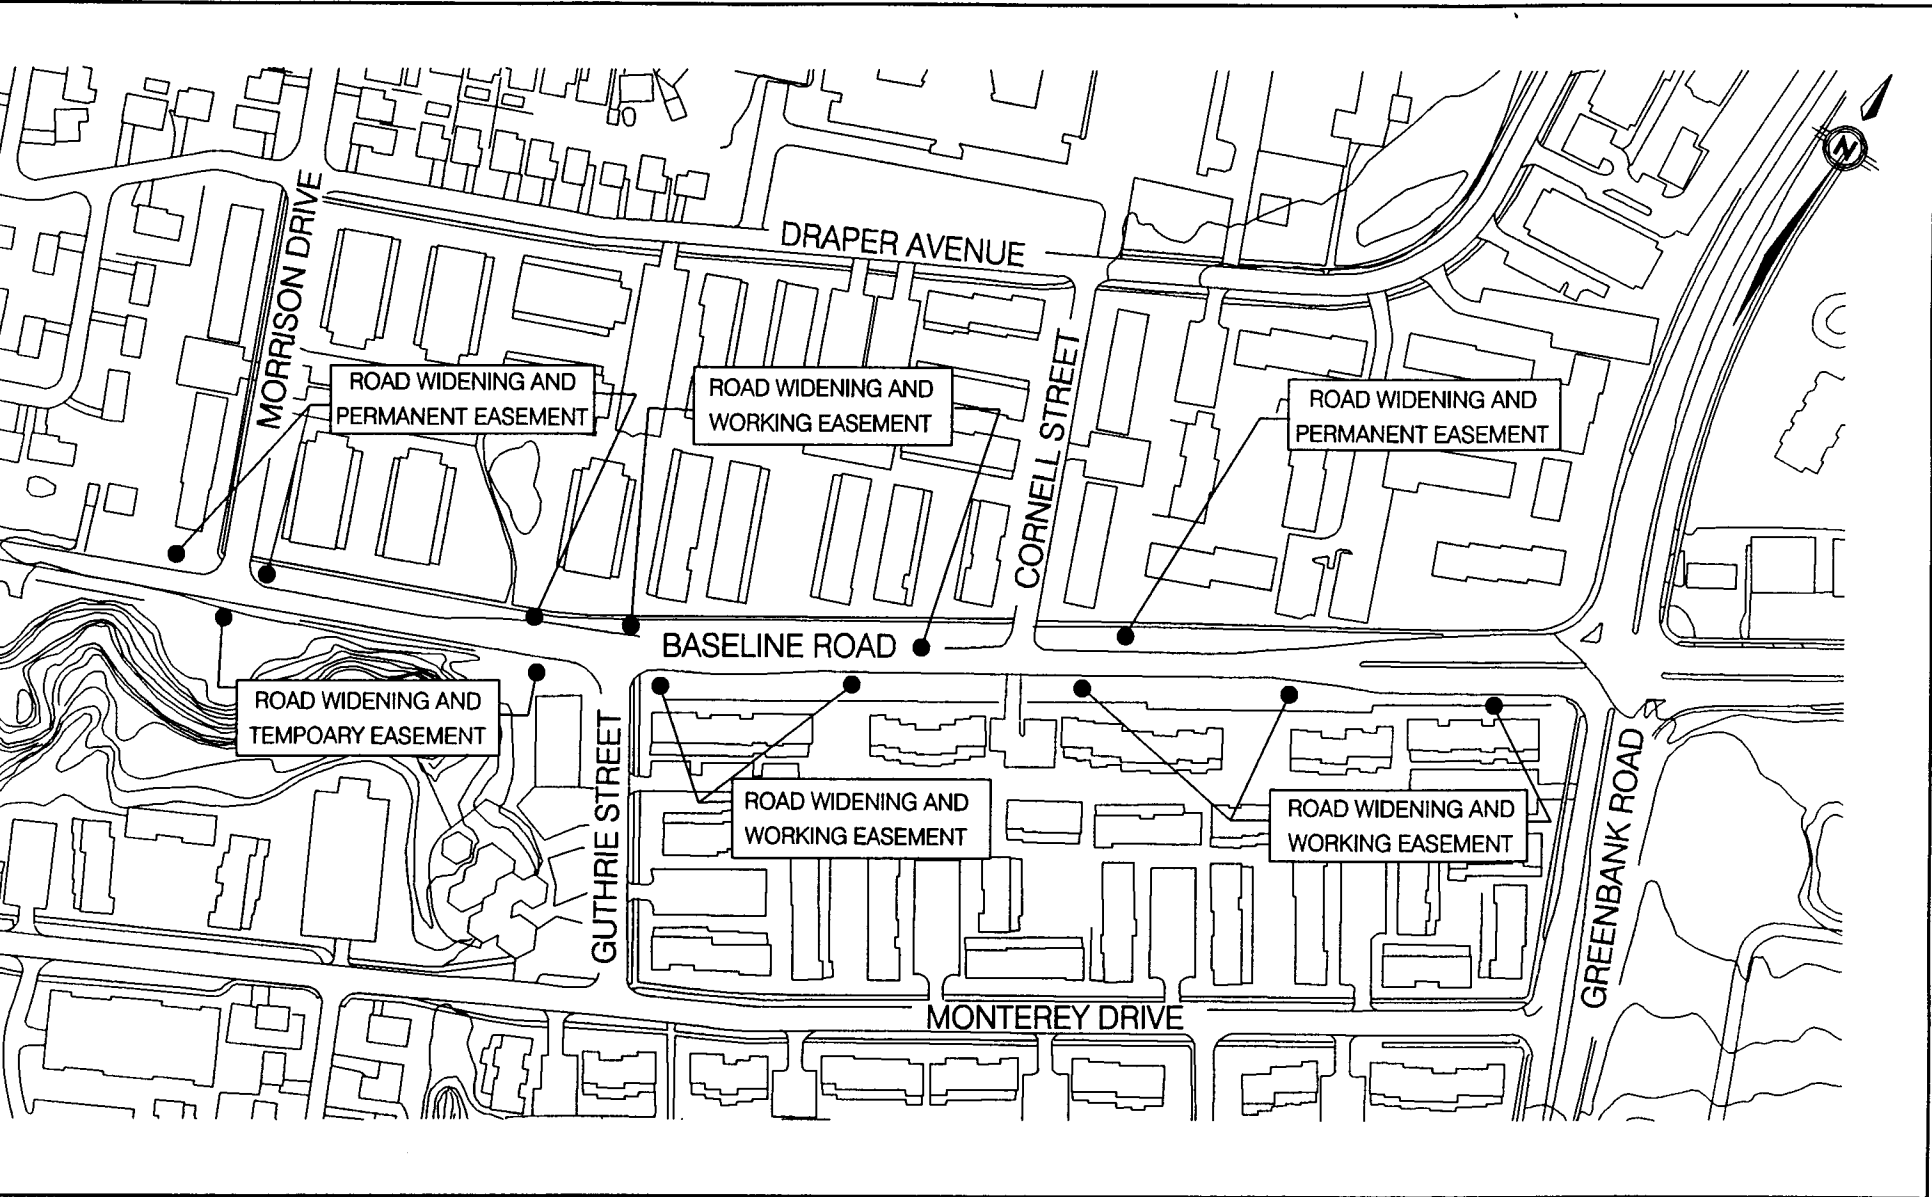 N
DRAPER AVENUE
MORRISON DRIVE
ROAD WIDENING AND
PERMANENT EASEMENT
ROAD WIDENING AND
WORKING EASEMENT
CORNELL STREET
ROAD WIDENING AND
PERMANENT EASEMENT
BASELINE ROAD
ROAD WIDENING AND
TEMPOARY EASEMENT
GUTHRIE STREET
ROAD WIDENING AND
WORKING EASEMENT
ROAD WIDENING AND
WORKING EASEMENT
GREENBANK ROAD
MONTEREY DRIVE